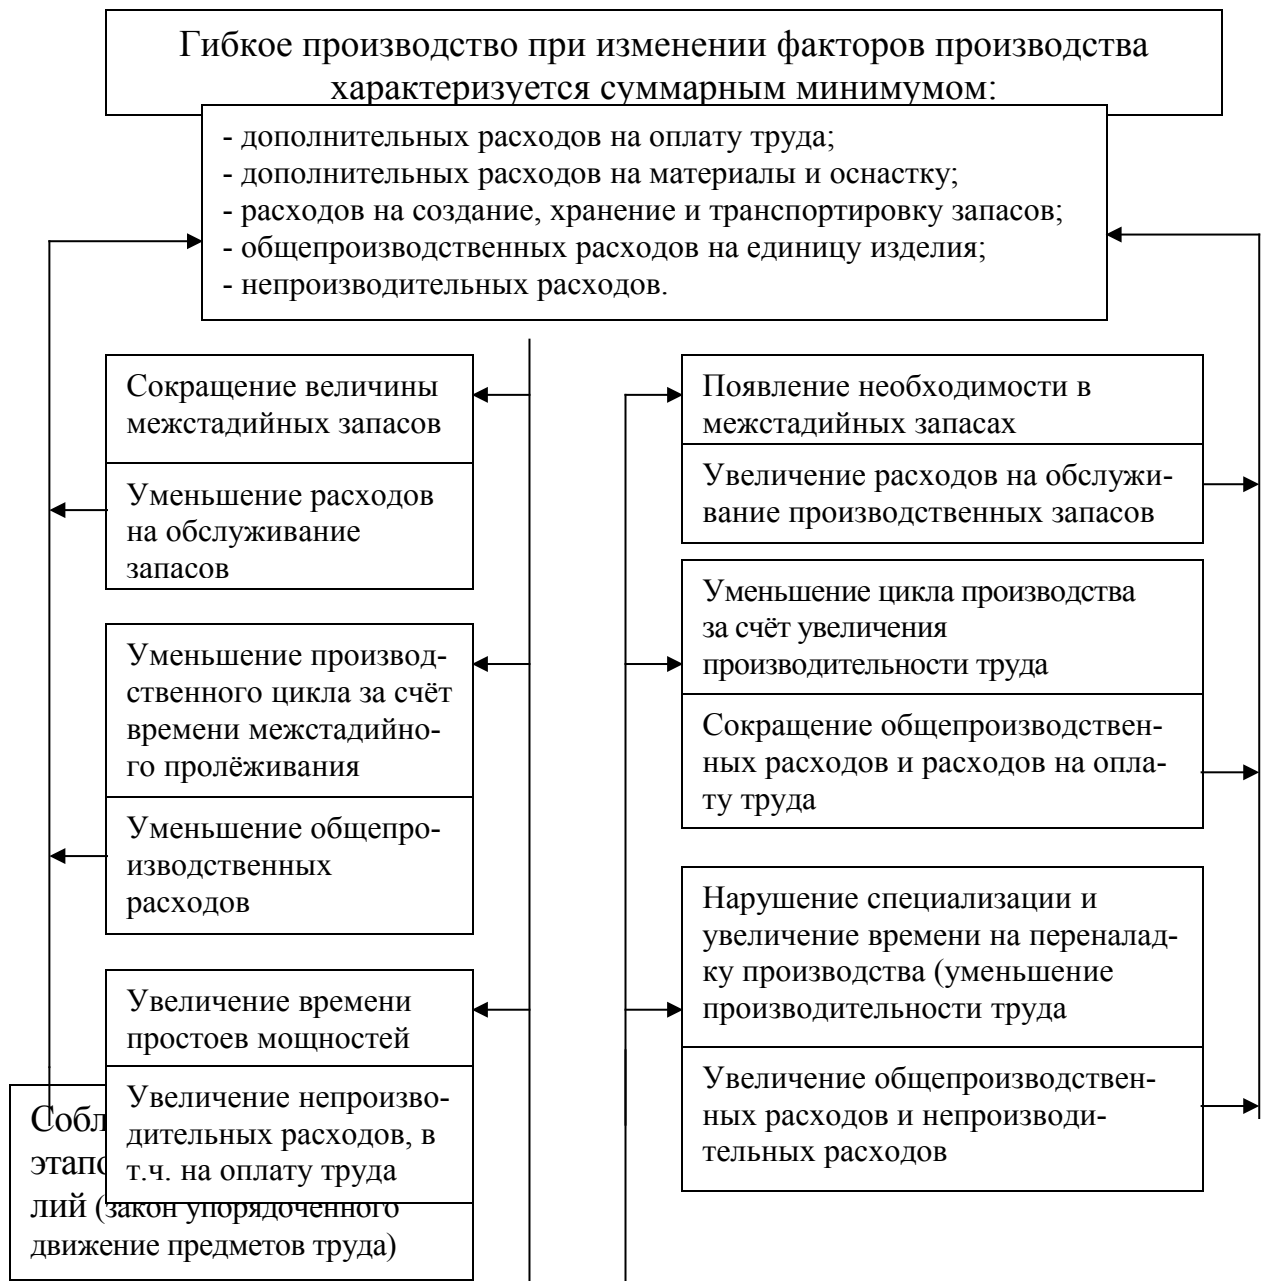 Гибкое производство при изменении факторов производства
характеризуется суммарным минимумом:
- дополнительных расходов на оплату труда;
- дополнительных расходов на материалы и оснастку;
- расходов на создание, хранение и транспортировку запасов;
- общепроизводственных расходов на единицу изделия;
- непроизводительных расходов.
Сокращение величины
межстадийных запасов
Уменьшение расходов
на обслуживание
запасов
Уменьшение производ-
ственного цикла за счёт
времени межстадийно-
го пролёживания
Уменьшение общепро-
изводственных
расходов
Увеличение времени
простоев мощностей
Увеличение непроизво-
дительных расходов, в
т.ч. на оплату труда
лий (закон упорядоченного
движение предметов труда)
Появление необходимости в
межстадийных запасах
Увеличение расходов на обслужи-
вание производственных запасов
Уменьшение цикла производства
за счёт увеличения
производительности труда
Сокращение общепроизводствен-
ных расходов и расходов на опла-
ту труда
Нарушение специализации и
увеличение времени на переналад-
ку производства (уменьшение
производительности труда
Увеличение общепроизводствен-
ных расходов и непроизводи-
тельных расходов